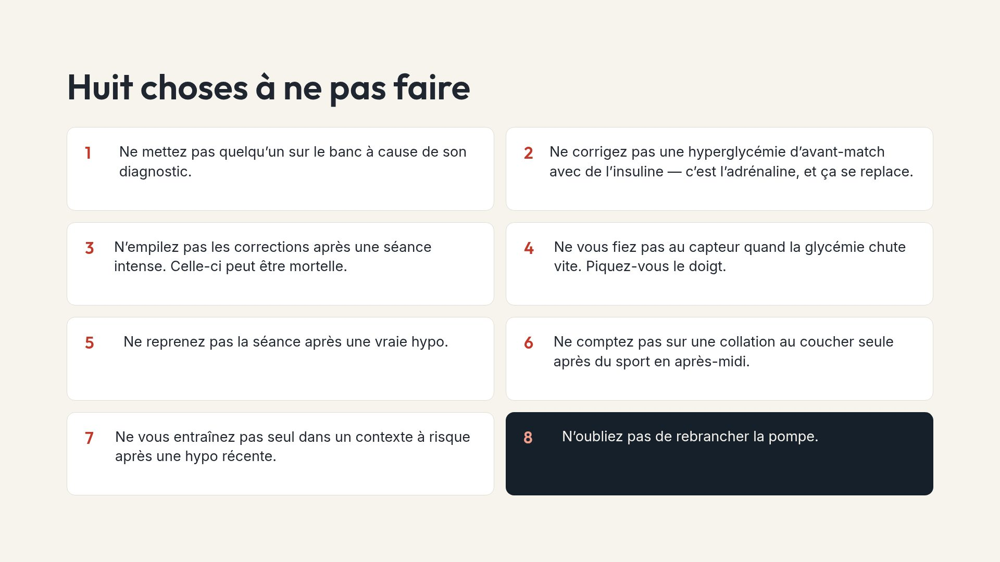 Huit choses à ne pas faire
1 Ne mettez pas quelqu’un sur le banc à cause de son
diagnostic.
2 Ne corrigez pas une hyperglycémie d’avant-match
avec de l’insuline — c’est l’adrénaline, et ça se replace.
3 N’empilez pas les corrections après une séance
intense. Celle-ci peut être mortelle.
4 Ne vous fiez pas au capteur quand la glycémie chute
vite. Piquez-vous le doigt.
5 Ne reprenez pas la séance après une vraie hypo.
6 Ne comptez pas sur une collation au coucher seule
après du sport en après-midi.
7 Ne vous entraînez pas seul dans un contexte à risque
après une hypo récente.
8 N’oubliez pas de rebrancher la pompe.